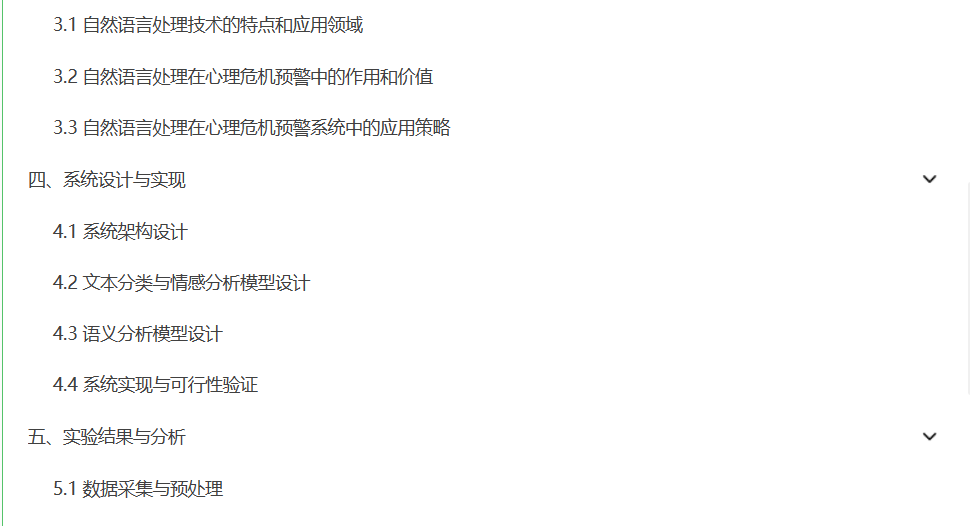 3.1 自然语言处理技术的特点和应用领域
3.2 自然语言处理在心理危机预警中的作用和价值
3.3 自然语言处理在心理危机预警系统中的应用策略
四、系统设计与实现
4.1 系统架构设计
4.2 文本分类与情感分析模型设计
4.3 语义分析模型设计
4.4 系统实现与可行性验证
五、实验结果与分析
5.1 数据采集与预处理